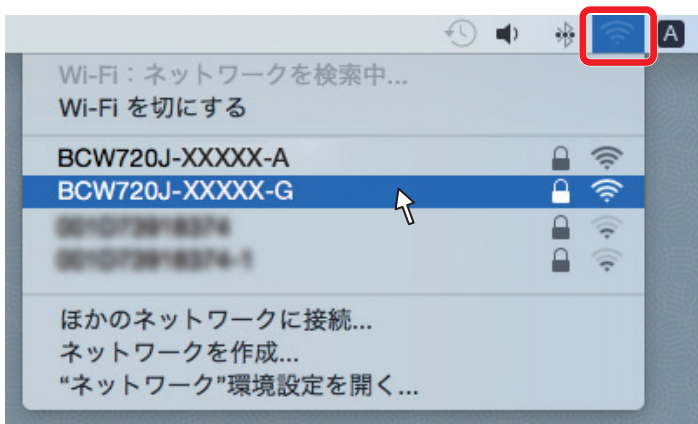 A
Wi-Fi：ネットワークを検索中...
Wi-Fi を切にする
BCW720J-XXXXX-A
BCW720J-XXXXX-G
ほかのネットワークに接続...
ネットワークを作成...
“ネットワーク”環境設定を開く...